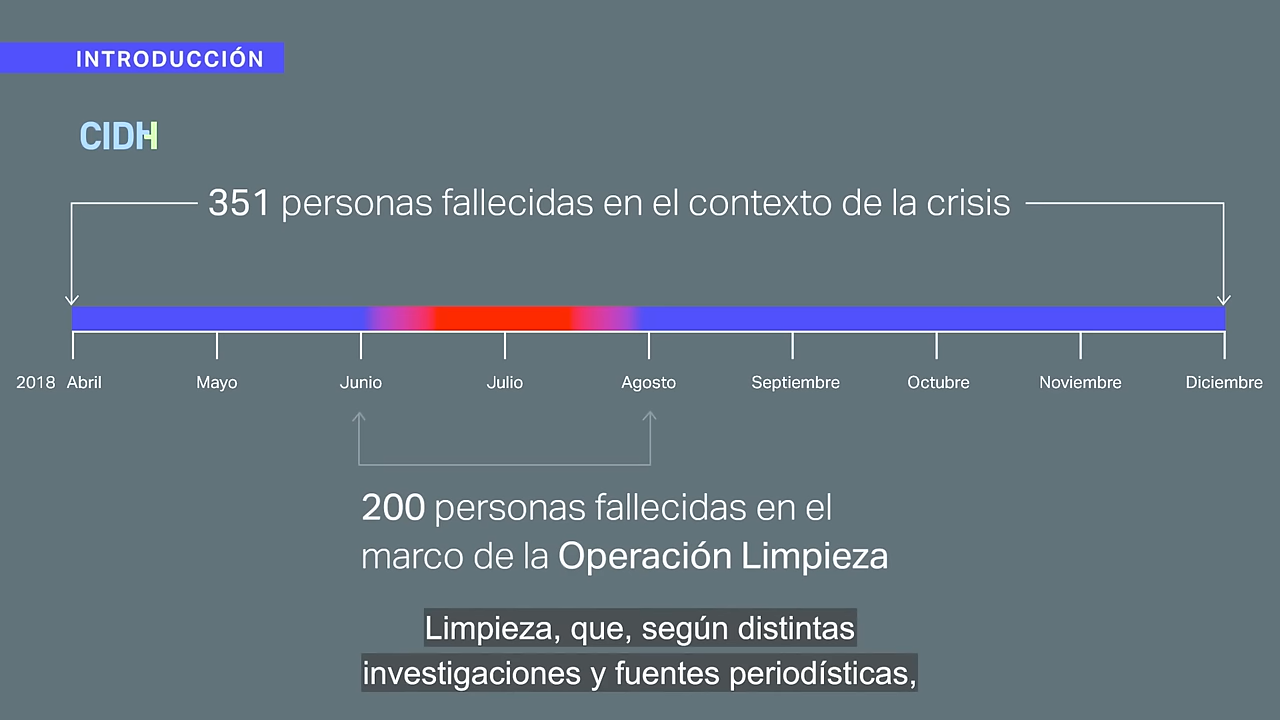 INTRODUCCIÓN
CIDH
351 personas fallecidas en el contexto de la crisis
2018 Abril Mayo Junio Julio Agosto Septiembre Octubre Noviembre Diciembre
200 personas fallecidas en el
marco de la Operación Limpieza
Limpieza, que, según distintas
investigaciones y fuentes periodísticas,